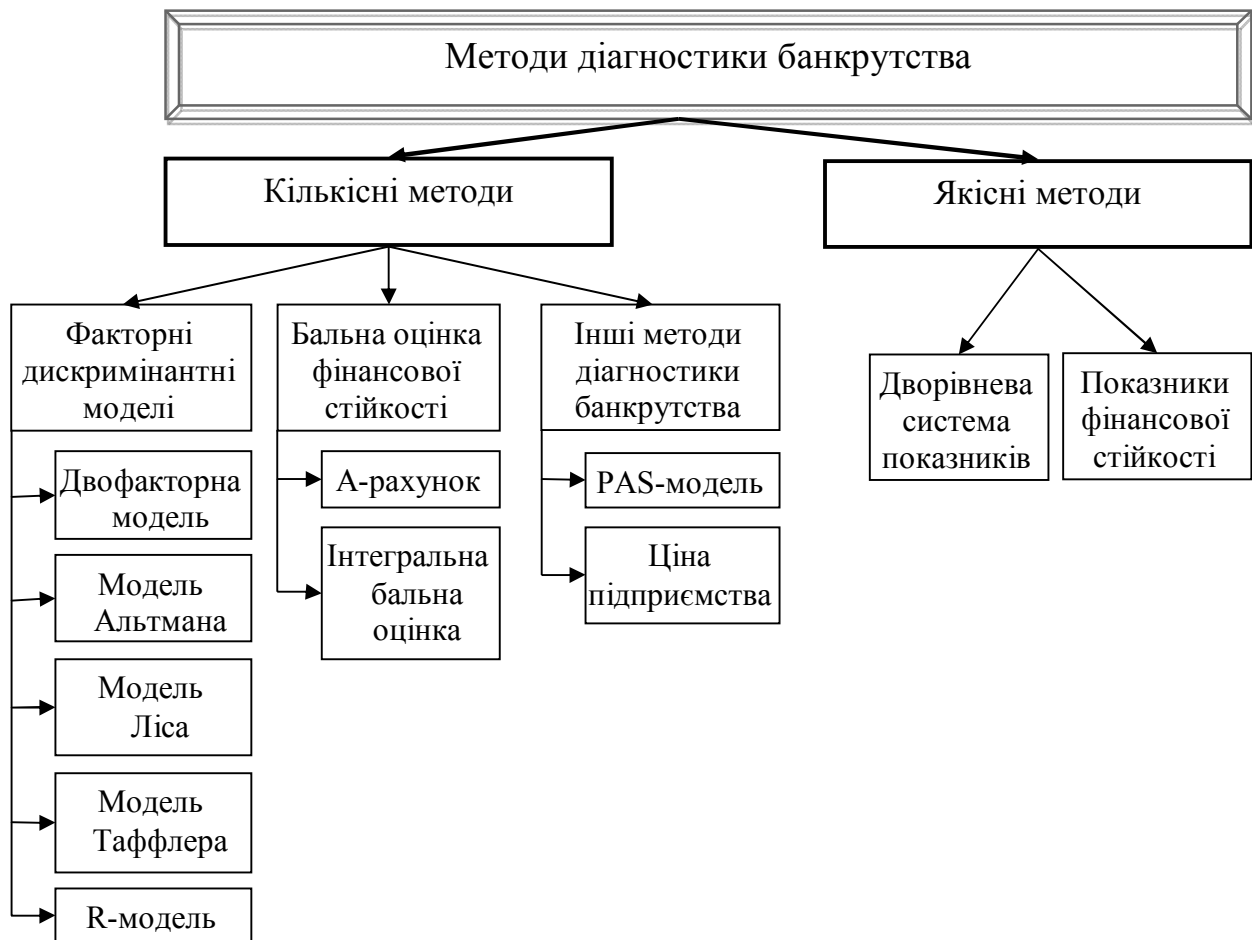 Методи діагностики банкрутства
Кількісні методи
Якісні методи
Факторні
дискримінантні
моделі
Двофакторна
модель
Модель
Альтмана
Модель
Ліса
Модель
Таффлера
R-модель
Бальна оцінка
фінансової
стійкості
А-рахунок
Інтегральна
бальна
оцінка
Інші методи
діагностики
банкрутства
PAS-модель
Ціна
підприємства
Дворівнева
система
показників
Показники
фінансової
стійкості